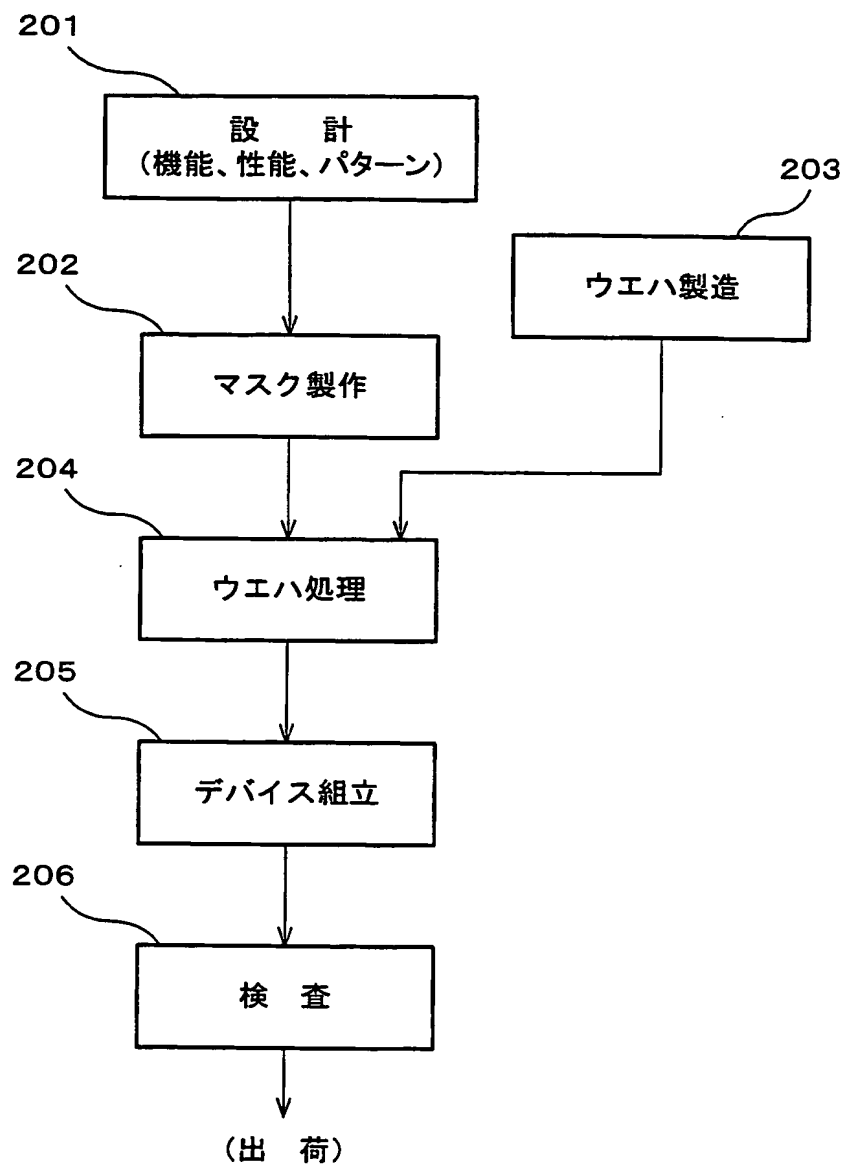 201
設 計
(機能、性能、パターン)
203
ウエハ製造
202
マスク製作
204
ウエハ処理
205
デバイス組立
206
検 査
(出 荷)